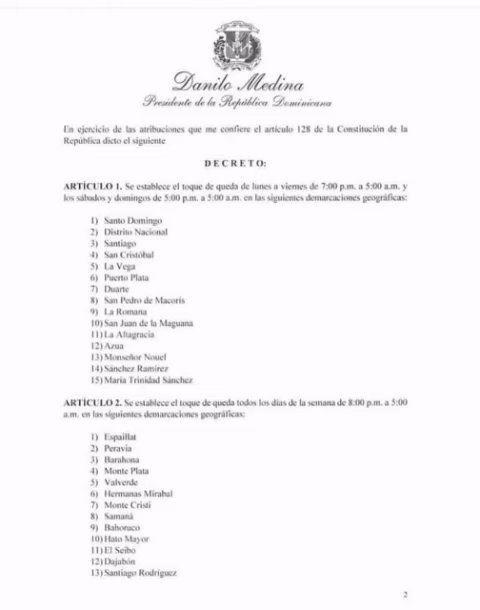 Danilo Medina
Presidente de la República Dominicana
En ejercicio de las atribuciones que me confiere el artículo 128 de la Constitución de la
República dicto el siguiente
DECRETO:
ARTÍCULO 1. Se establece el toque de queda de lunes a viernes de 7:00 p.m. a 5:00 a.m. y
los sábados y domingos de 5:00 p.m. a 5:00 a.m. en las siguientes demarcaciones geográficas:
1) Santo Domingo
2) Distrito Nacional
3) Santiago
4) San Cristóbal
5) La Vega
6) Puerto Plata
7) Duarte
8) San Pedro de Macorís
9) La Romana
10) San Juan de la Maguana
11) La Altagracia
12) Azua
13) Monseñor Nouel
14) Sánchez Ramírez
15) María Trinidad Sánchez
ARTÍCULO 2. Se establece el toque de queda todos los días de la semana de 8:00 p.m. a 5:00
a.m. en las siguientes demarcaciones geográficas:
1) Espaillat
2) Peravia
3) Barahona
4) Monte Plata
5) Valverde
6) Hermanas Mirabal
7) Monte Cristi
8) Samaná
9) Bahoruco
10) Hato Mayor
11) El Seibo
12) Dajabón
13) Santiago Rodríguez
2